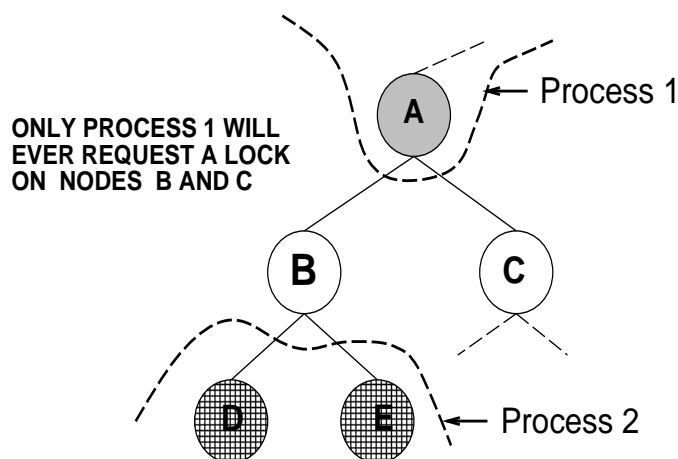 Process 1
A
ONLY PROCESS 1 WILL
EVER REQUEST A LOCK
ON NODES B AND C
B
C
D
E
Process 2